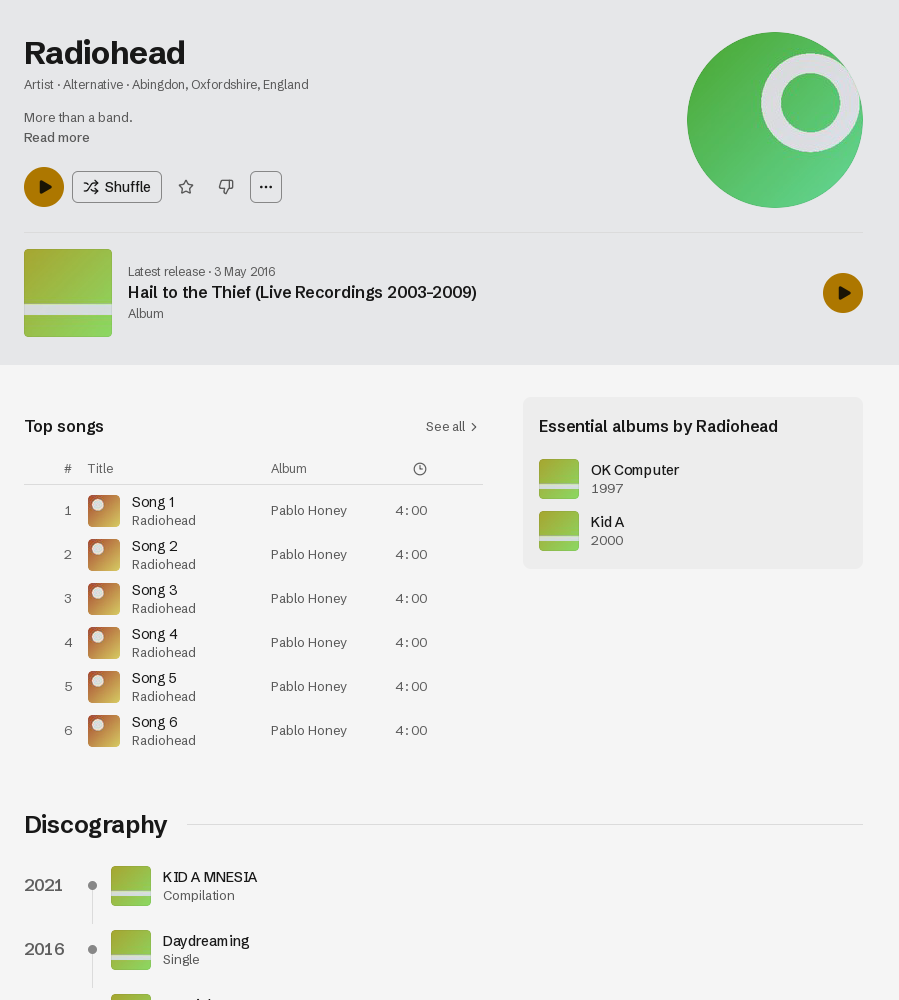 Radiohead
Artist · Alternative · Abingdon, Oxfordshire, England
More than a band.
Read more
Shuffle
Latest release · 3 May 2016
Hail to the Thief (Live Recordings 2003–2009)
Album
Top songs
See all
# Title Album
1 Song 1 Radiohead Pablo Honey 4:00
2 Song 2 Radiohead Pablo Honey 4:00
3 Song 3 Radiohead Pablo Honey 4:00
4 Song 4 Radiohead Pablo Honey 4:00
5 Song 5 Radiohead Pablo Honey 4:00
6 Song 6 Radiohead Pablo Honey 4:00
Essential albums by Radiohead
OK Computer
1997
Kid A
2000
Discography
2021
KID A MNESIA
Compilation
2016
Daydreaming
Single